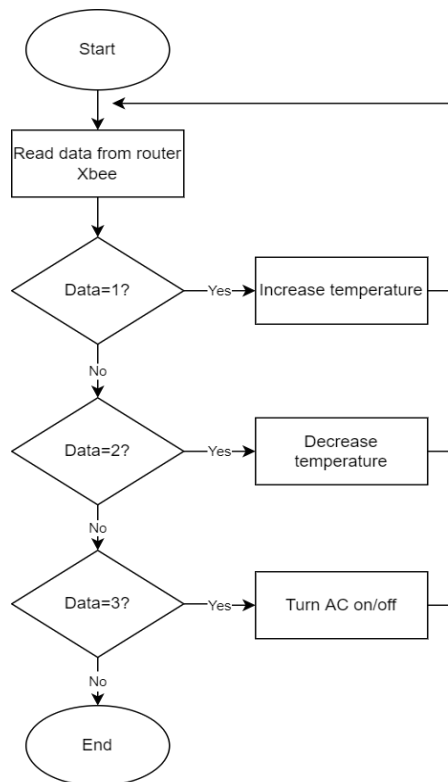 Start
Read data from router
Xbee
Data=1?
Yes
Increase temperature
No
Data=2?
Yes
Decrease
temperature
No
Data=3?
Yes
Turn AC on/off
No
End